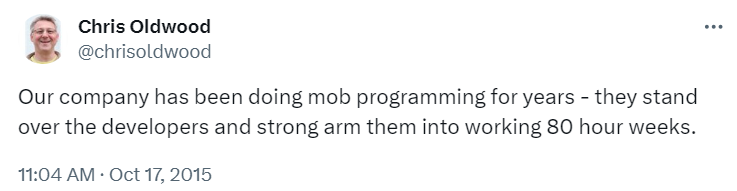 Chris Oldwood
@chrisoldwood
Our company has been doing mob programming for years - they stand
over the developers and strong arm them into working 80 hour weeks.
11:04 AM · Oct 17, 2015